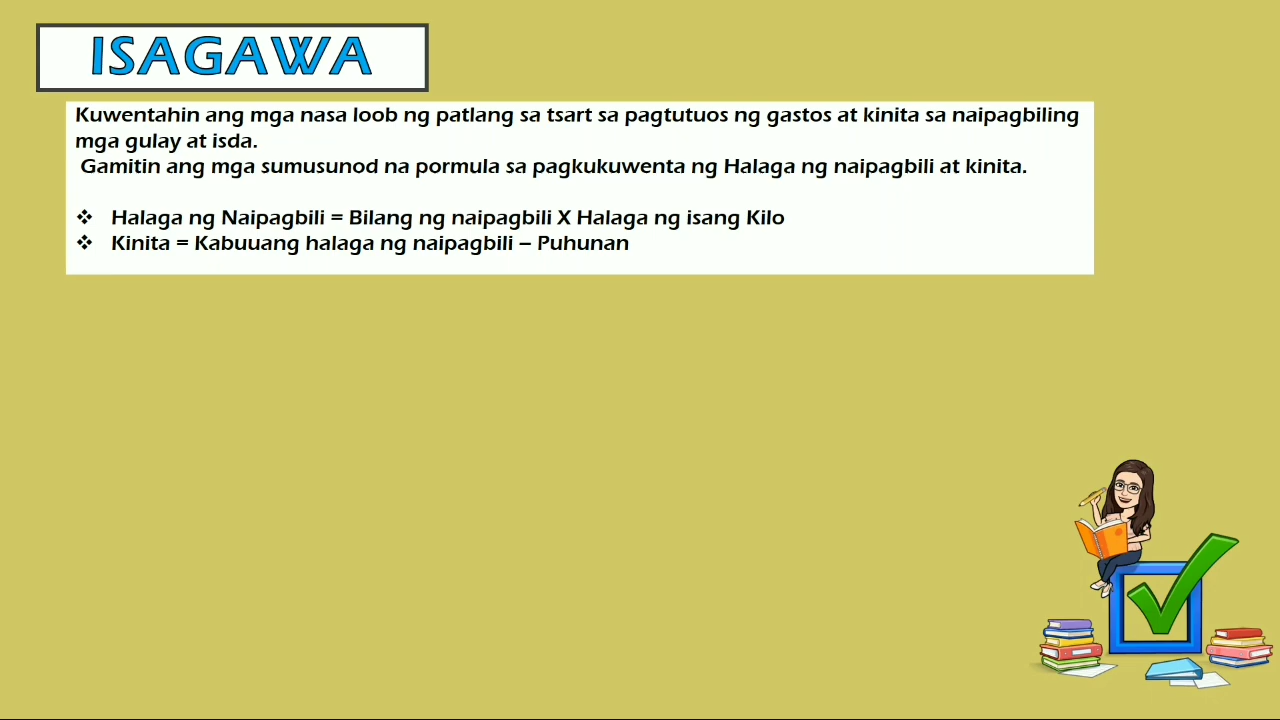 ISAGAWA
Kuwentahin ang mga nasa loob ng patlang sa tsart sa pagtutuos ng gastos at kinita sa naipagbiling
mga gulay at isda.
Gamitin ang mga sumusunod na pormula sa pagkukuwenta ng Halaga ng naipagbili at kinita.
❖ Halaga ng Naipagbili = Bilang ng naipagbili X Halaga ng isang Kilo
❖ Kinita = Kabuuang halaga ng naipagbili – Puhunan